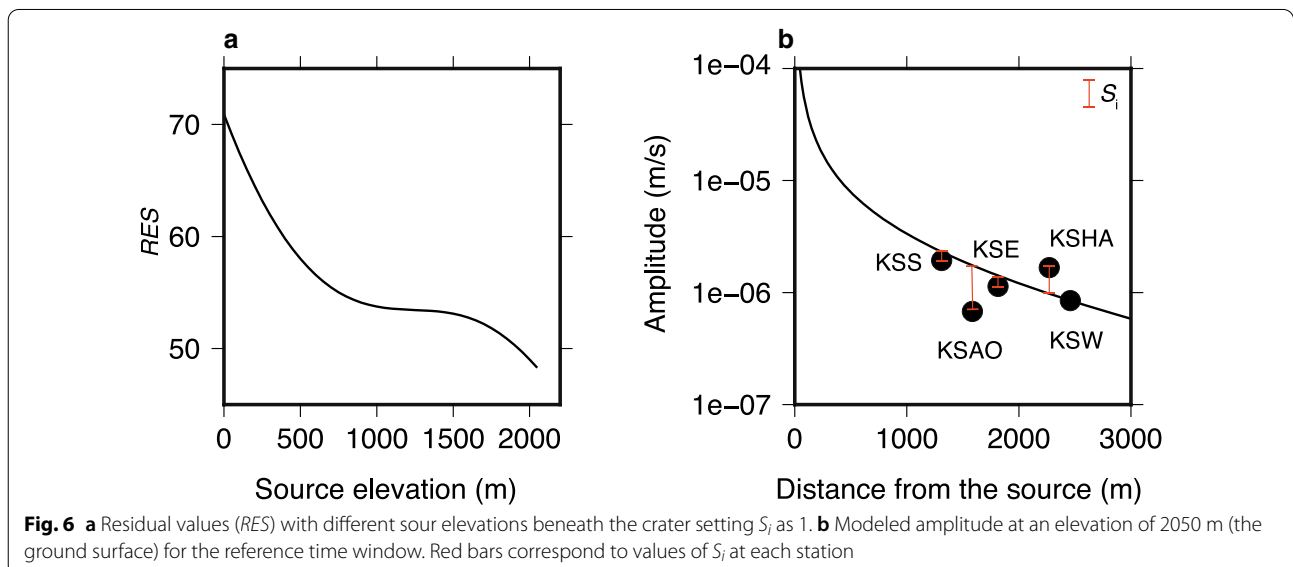 a
70
60
50
RES
0 500 1000 1500 2000
Source elevation (m)
b
1e−04
1e−05
1e−06
1e−07
Amplitude (m/s)
Si
KSS
KSE
KSHA
KSAO
KSW
0 1000 2000 3000
Distance from the source (m)
Fig. 6 a Residual values (RES) with different sour elevations beneath the crater setting Si as 1. b Modeled amplitude at an elevation of 2050 m (the
ground surface) for the reference time window. Red bars correspond to values of Si at each station